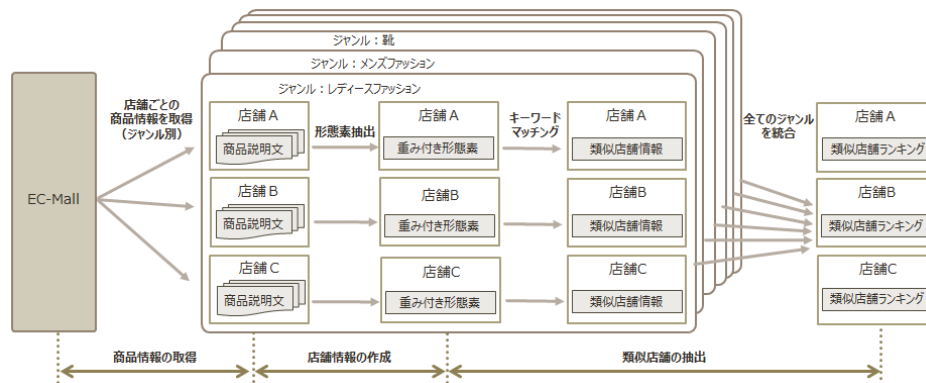 ジャンル：靴
ジャンル：メンズファッション
ジャンル：レディースファッション
店舗ごとの
商品情報を取得
（ジャンル別）
EC-Mall
店舗A
商品説明文
形態素抽出
店舗A
重み付き形態素
キーワード
マッチング
店舗A
類似店舗情報
全てのジャンル
を統合
店舗A
類似店舗ランキング
店舗B
商品説明文
店舗B
重み付き形態素
店舗B
類似店舗情報
店舗B
類似店舗ランキング
店舗C
商品説明文
店舗C
重み付き形態素
店舗C
類似店舗情報
店舗C
類似店舗ランキング
商品情報の取得
店舗情報の作成
類似店舗の抽出